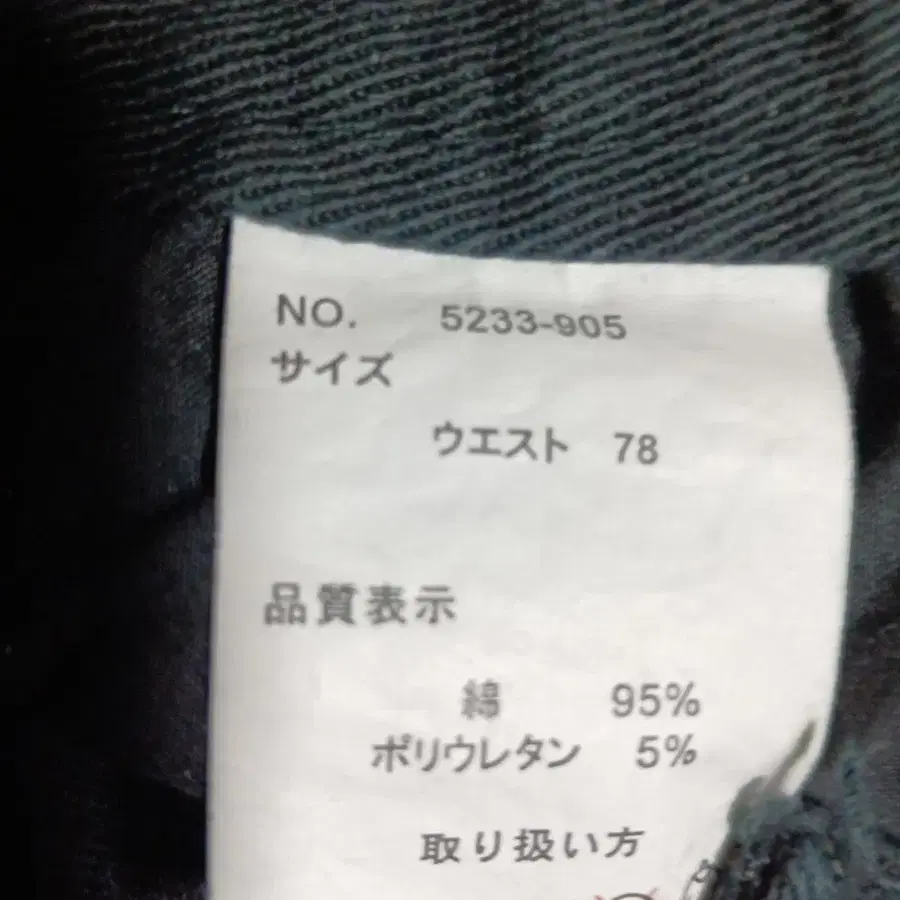 NO. 5233-905
サイズ
ウエスト 78
品質表示
綿 95%
ポリウレタン 5%
取り扱い方